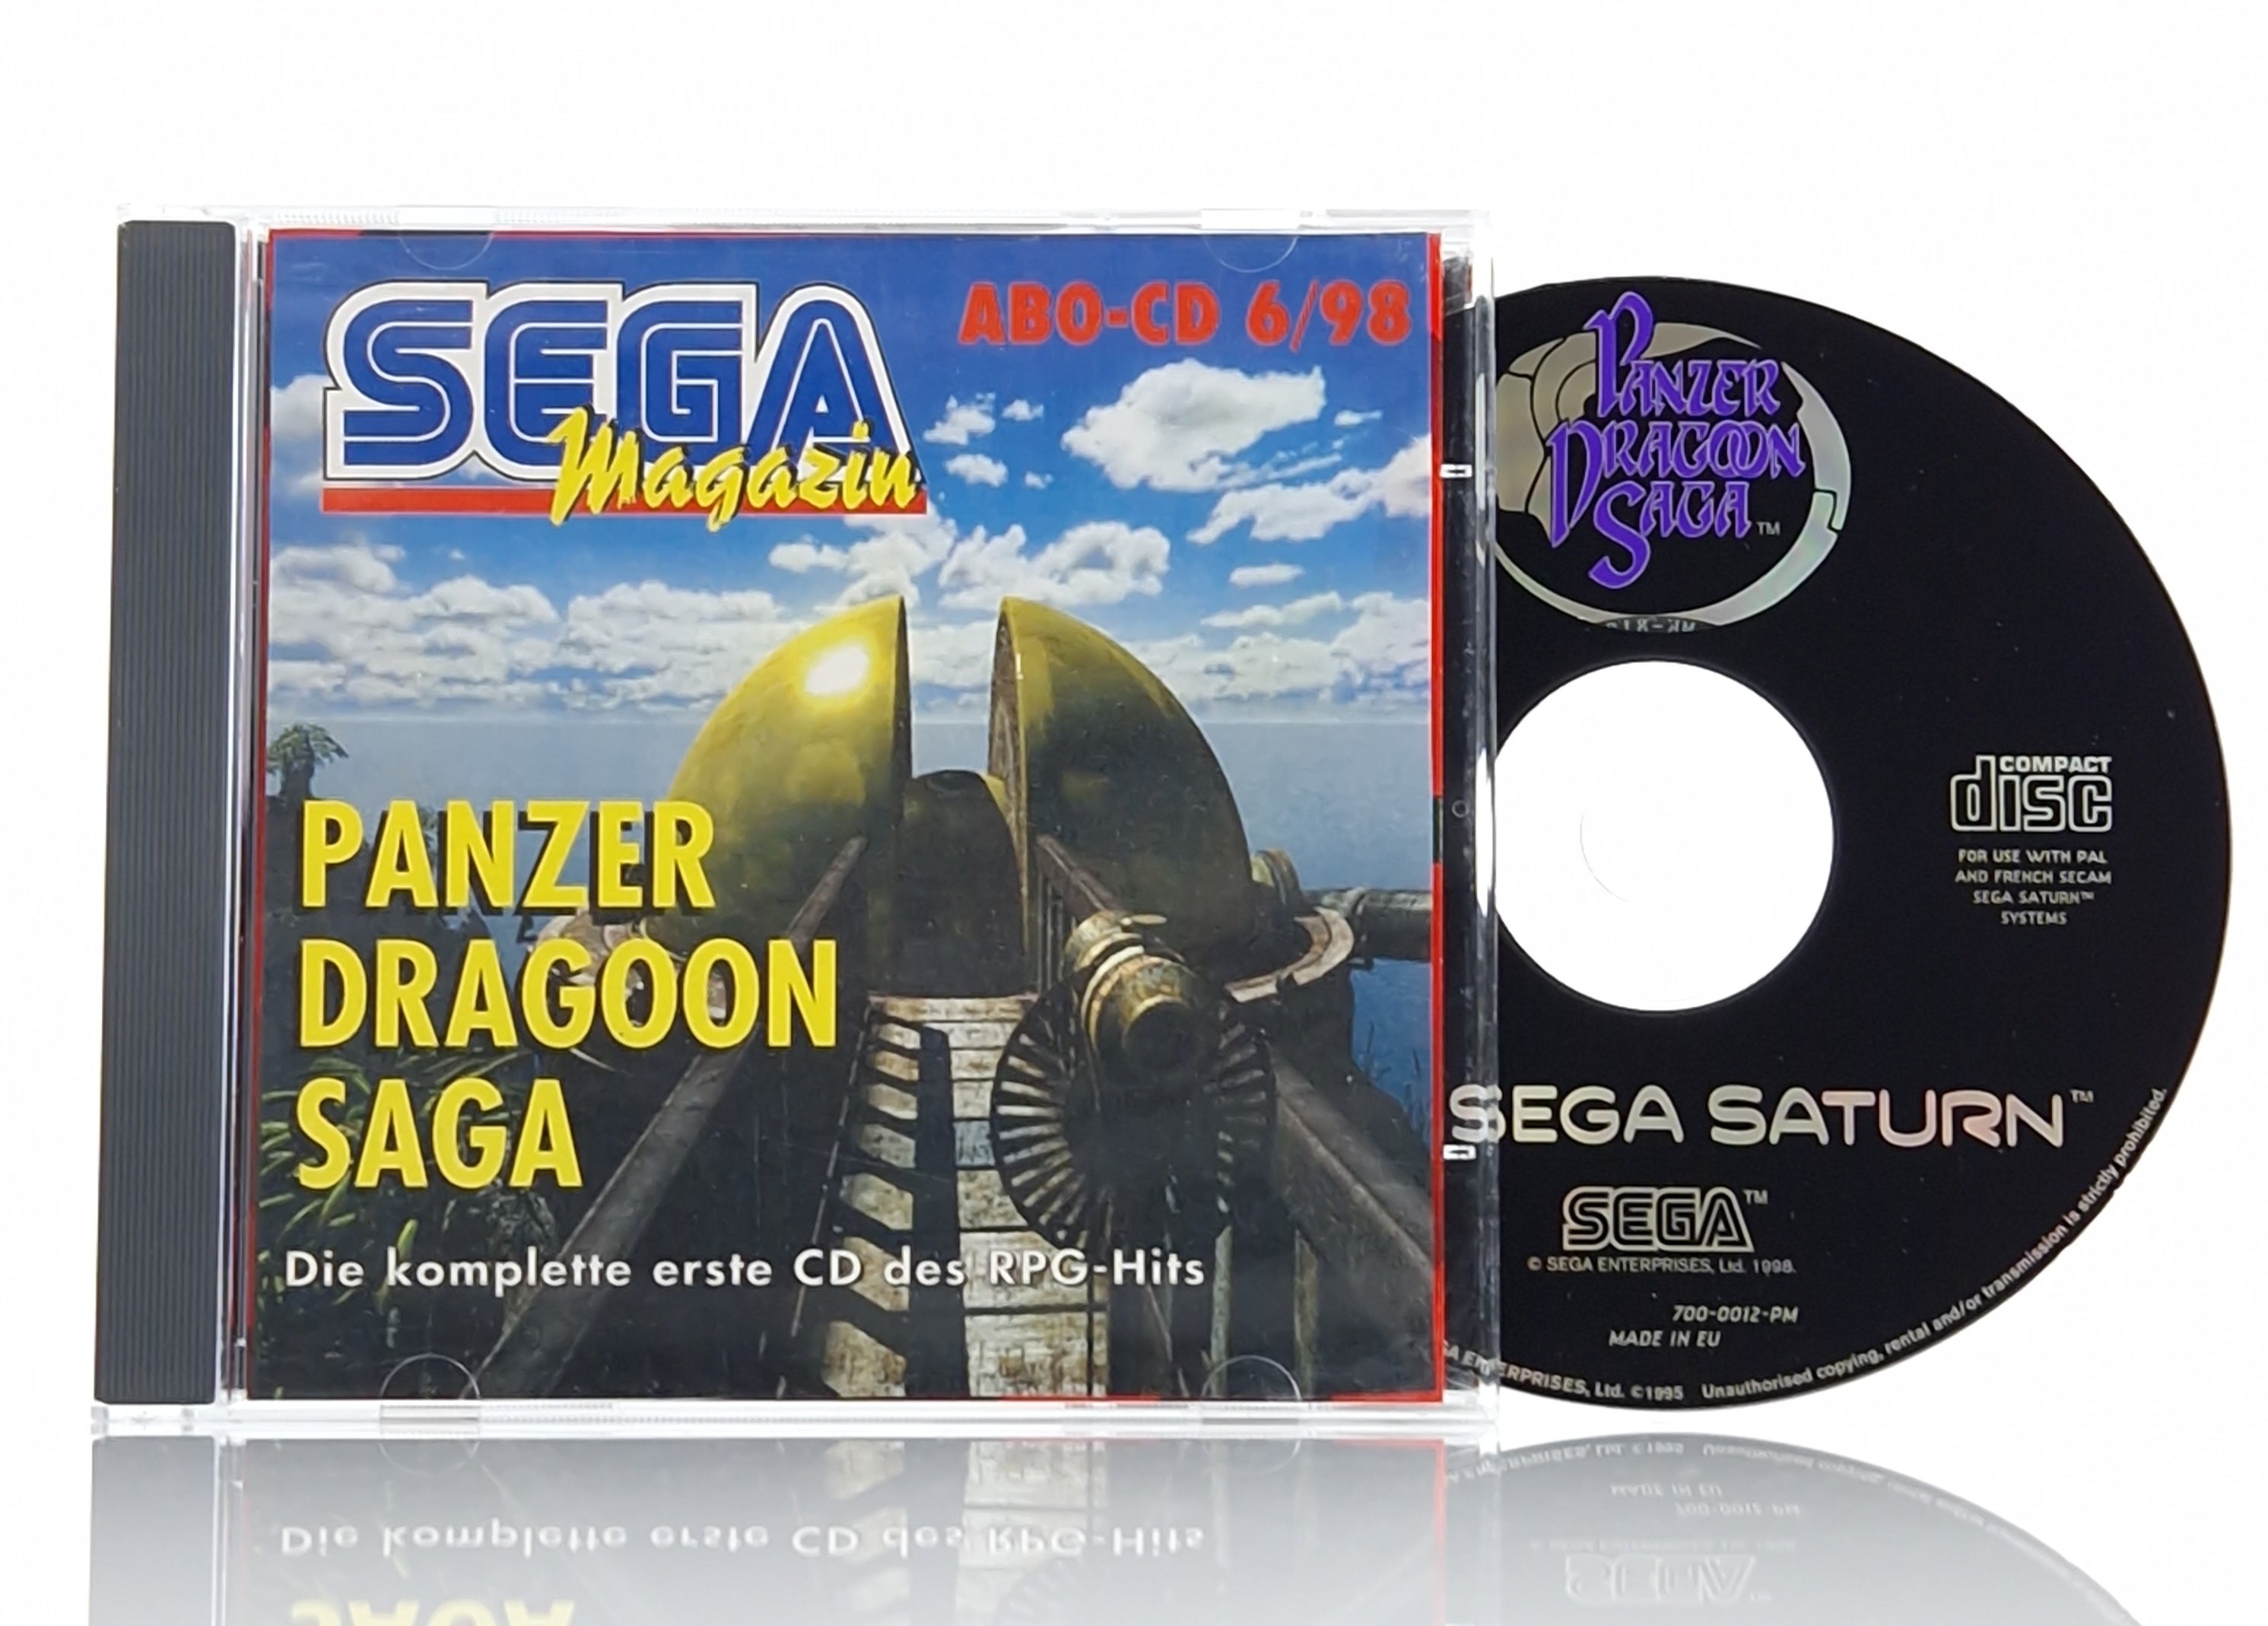 SEGA
Magazin
ABO-CD 6/98
PANZER
DRAGOON
SAGA
Die komplette erste CD des RPG-Hits
PANZER
DRAGOON
SAGA™
COMPACT
disc
FOR USE WITH PAL
AND FRENCH SECAM
SEGA SATURN™
SYSTEMS
SEGA SATURN™
SEGA™
© SEGA ENTERPRISES, Ltd. 1998.
700-0012-PM
MADE IN EU
ENTERPRISES, Ltd. ©1995 Unauthorised copying, rental and/or transmission is strictly prohibited.